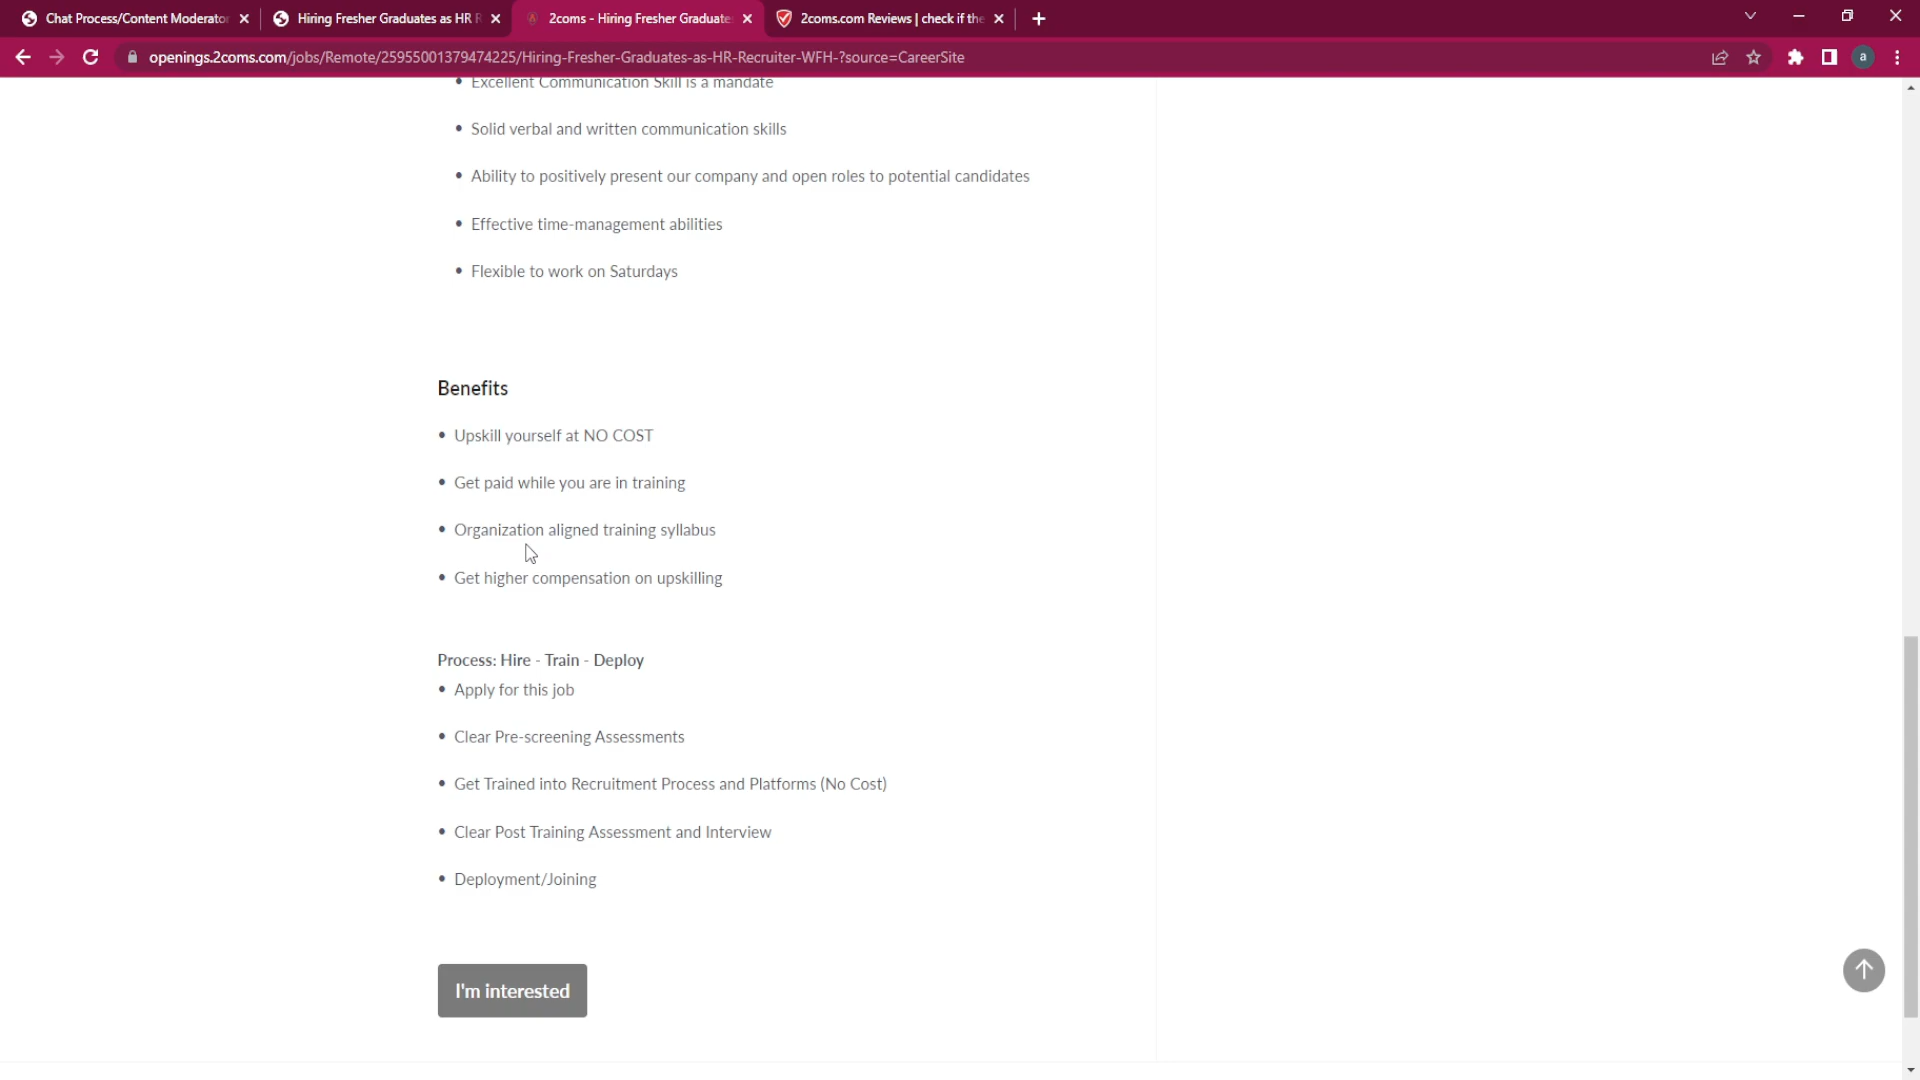 Chat Process/Content Moderator
Hiring Fresher Graduates as HR R
2coms - Hiring Fresher Graduate
2coms.com Reviews | check if the
openings.2coms.com/jobs/Remote/25955001379474225/Hiring-Fresher-Graduates-as-HR-Recruiter-WFH-?source=CareerSite
a
• Excellent Communication Skill is a mandate
• Solid verbal and written communication skills
• Ability to positively present our company and open roles to potential candidates
• Effective time-management abilities
• Flexible to work on Saturdays
Benefits
• Upskill yourself at NO COST
• Get paid while you are in training
• Organization aligned training syllabus
• Get higher compensation on upskilling
Process: Hire - Train - Deploy
• Apply for this job
• Clear Pre-screening Assessments
• Get Trained into Recruitment Process and Platforms (No Cost)
• Clear Post Training Assessment and Interview
• Deployment/Joining
I'm interested